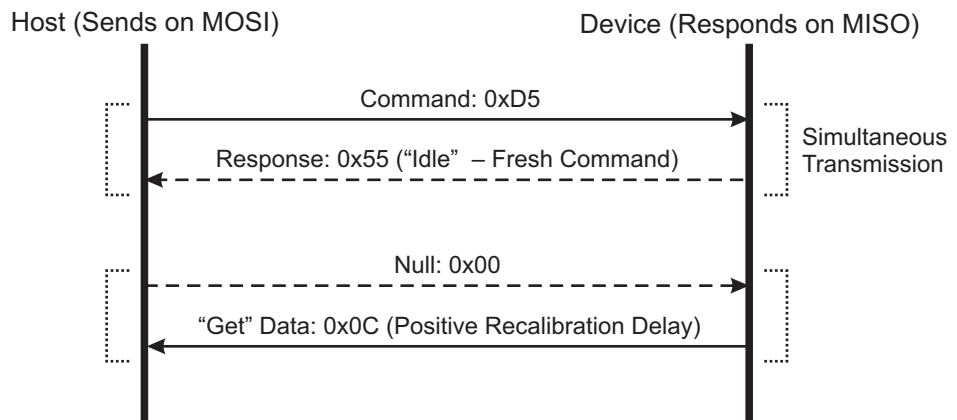 Host (Sends on MOSI)
Device (Responds on MISO)
Command: 0xD5
Response: 0x55 (“Idle” – Fresh Command)
Simultaneous
Transmission
Null: 0x00
“Get” Data: 0x0C (Positive Recalibration Delay)